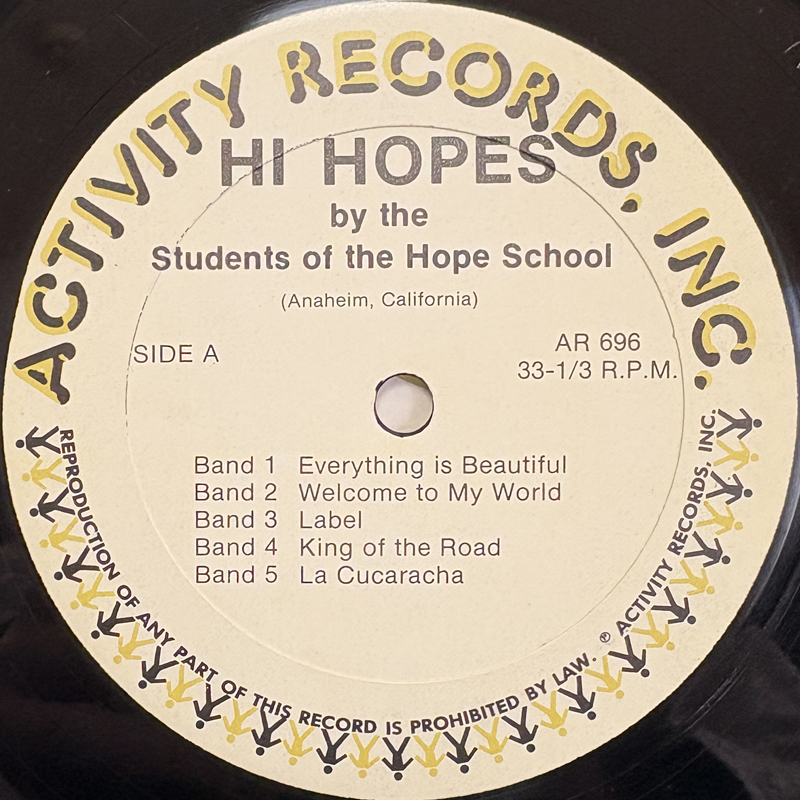 ACTIVITY RECORDS, INC.
HI HOPES
by the
Students of the Hope School
(Anaheim, California)
SIDE A
AR 696
33-1/3 R.P.M.
Band 1 Everything is Beautiful
Band 2 Welcome to My World
Band 3 Label
Band 4 King of the Road
Band 5 La Cucaracha
REPRODUCTION OF ANY PART OF THIS RECORD IS PROHIBITED BY LAW. ℗ ACTIVITY RECORDS, INC.